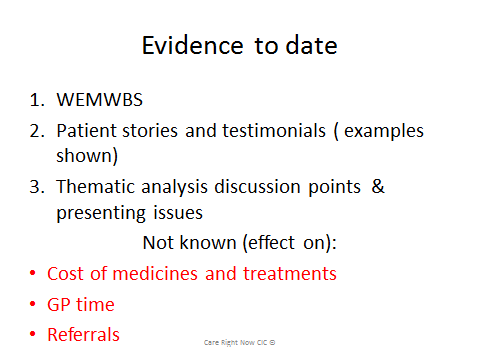 Evidence to date
1. WEMWBS
2. Patient stories and testimonials ( examples
shown)
3. Thematic analysis discussion points &
presenting issues
Not known (effect on):
• Cost of medicines and treatments
• GP time
• Referrals
Care Right Now CIC ©